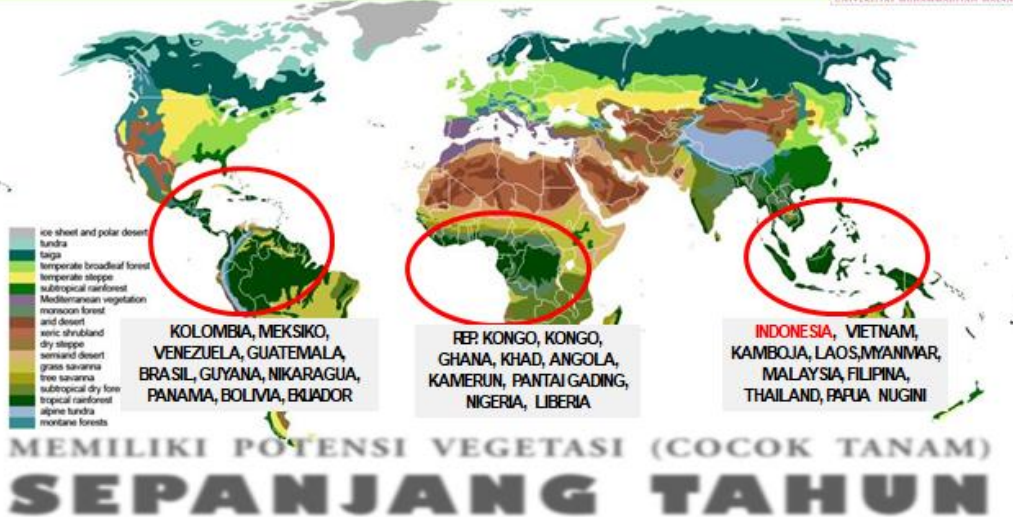 ice sheet and polar desert
tundra
taiga
temperate broadleaf forest
temperate steppe
subtropical rainforest
Mediterranean vegetation
monsoon forest
arid desert
xeric shrubland
dry steppe
semiarid desert
grass savanna
tree savanna
subtropical dry fore
tropical rainforest
alpine tundra
montane forests
KOLOMBIA, MEKSIKO,
VENEZUELA, GUATEMALA,
BRASIL, GUYANA, NIKARAGUA,
PANAMA, BOLIVIA, EKUADOR
REP. KONGO, KONGO,
GHANA, KHAD, ANGOLA,
KAMERUN, PANTAI GADING,
NIGERIA, LIBERIA
INDONESIA, VIETNAM,
KAMBOJA, LAOS,MYANMAR,
MALAYSIA, FILIPINA,
THAILAND, PAPUA NUGINI
MEMILIKI POTENSI VEGETASI (COCOK TANAM)
SEPANJANG TAHUN